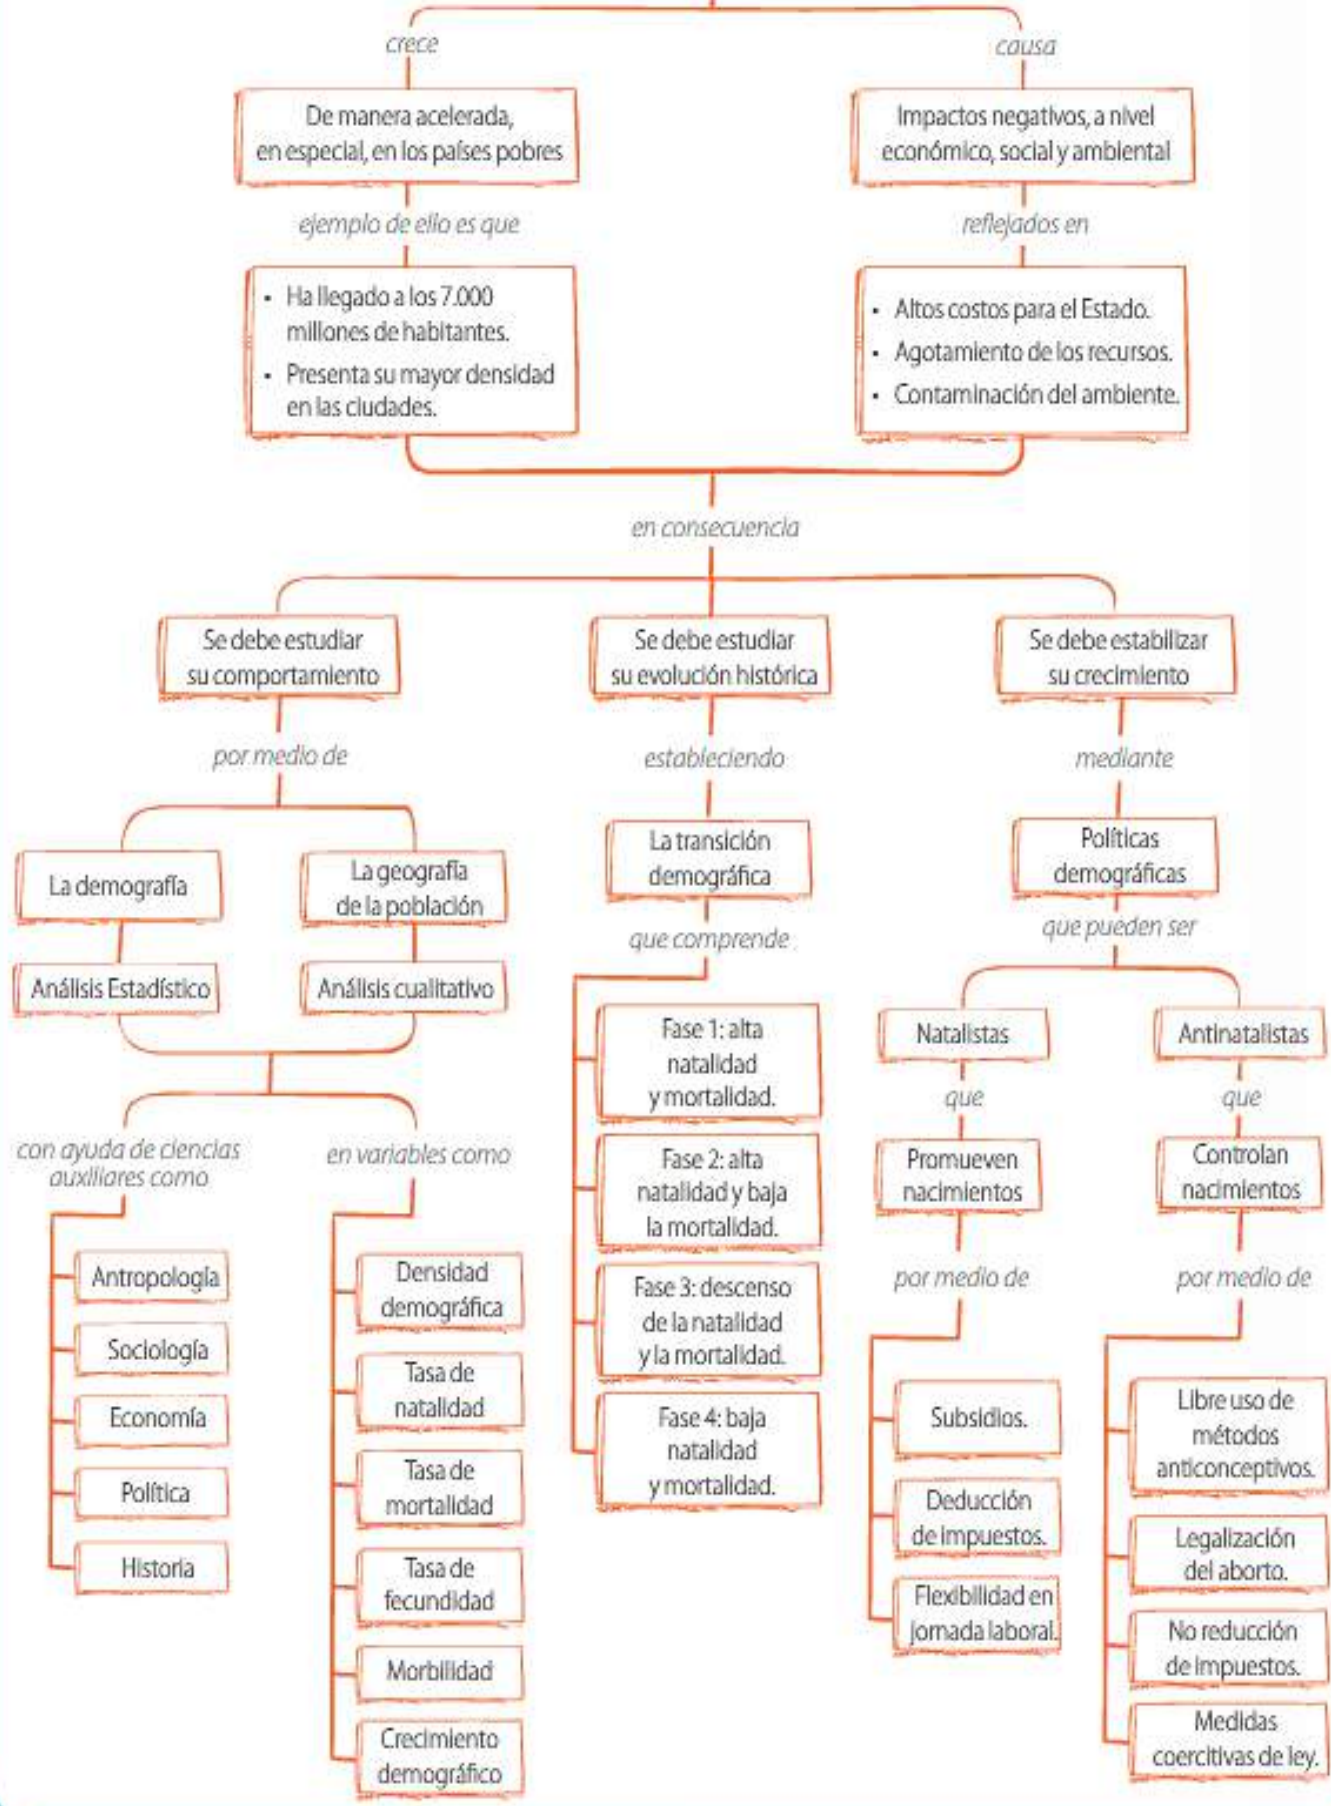 crece
causa
De manera acelerada,
en especial, en los países pobres
Impactos negativos, a nivel
económico, social y ambiental
ejemplo de ello es que
reflejados en
• Ha llegado a los 7.000
millones de habitantes.
• Presenta su mayor densidad
en las ciudades.
• Altos costos para el Estado.
• Agotamiento de los recursos.
• Contaminación del ambiente.
en consecuencia
Se debe estudiar
su comportamiento
Se debe estudiar
su evolución histórica
Se debe estabilizar
su crecimiento
por medio de
estableciendo
mediante
La demografía
La geografía
de la población
La transición
demográfica
Políticas
demográficas
que comprende
que pueden ser
Análisis Estadístico
Análisis cualitativo
con ayuda de ciencias
auxiliares como
en variables como
Antropología
Sociología
Economía
Política
Historia
Densidad
demográfica
Tasa de
natalidad
Tasa de
mortalidad
Tasa de
fecundidad
Morbilidad
Crecimiento
demográfico
Fase 1: alta
natalidad
y mortalidad.
Fase 2: alta
natalidad y baja
la mortalidad.
Fase 3: descenso
de la natalidad
y la mortalidad.
Fase 4: baja
natalidad
y mortalidad.
Natalistas
que
Promueven
nacimientos
por medio de
Subsidios.
Deducción
de impuestos.
Flexibilidad en
jornada laboral.
Antinatalistas
que
Controlan
nacimientos
por medio de
Libre uso de
métodos
anticonceptivos.
Legalización
del aborto.
No reducción
de impuestos.
Medidas
coercitivas de ley.